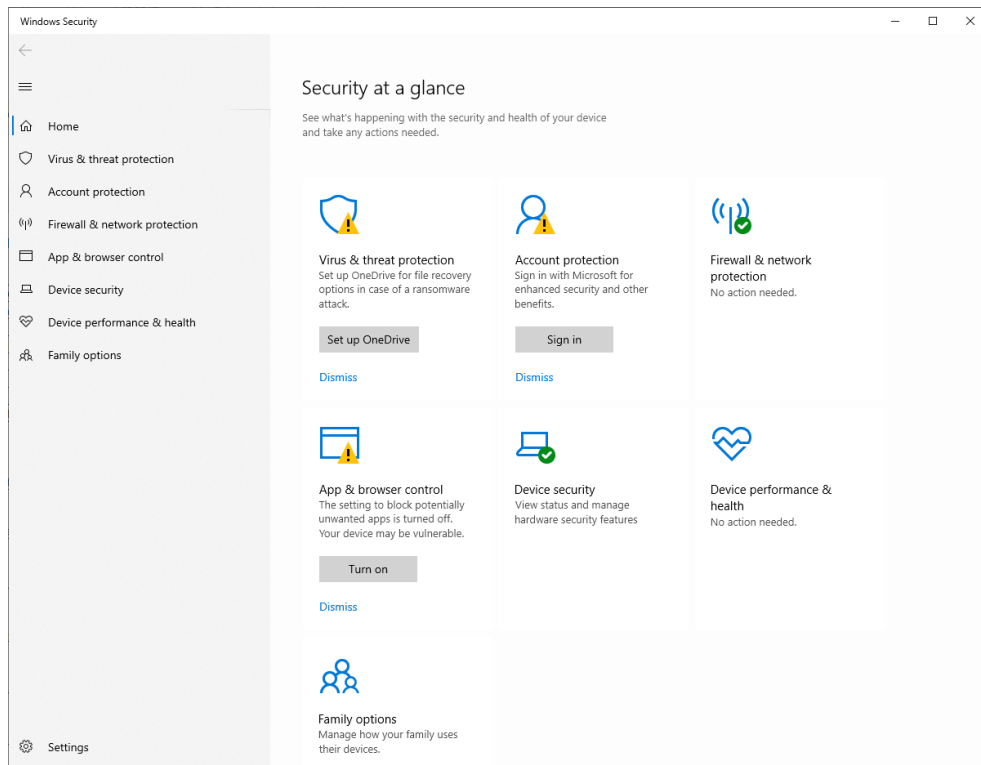 Windows Security
Home
Virus & threat protection
Account protection
Firewall & network protection
App & browser control
Device security
Device performance & health
Family options
Settings
Security at a glance
See what's happening with the security and health of your device
and take any actions needed.
Virus & threat protection
Set up OneDrive for file recovery
options in case of a ransomware
attack.
Set up OneDrive
Dismiss
Account protection
Sign in with Microsoft for
enhanced security and other
benefits.
Sign in
Dismiss
Firewall & network
protection
No action needed.
App & browser control
The setting to block potentially
unwanted apps is turned off.
Your device may be vulnerable.
Turn on
Dismiss
Device security
View status and manage
hardware security features
Device performance &
health
No action needed.
Family options
Manage how your family uses
their devices.